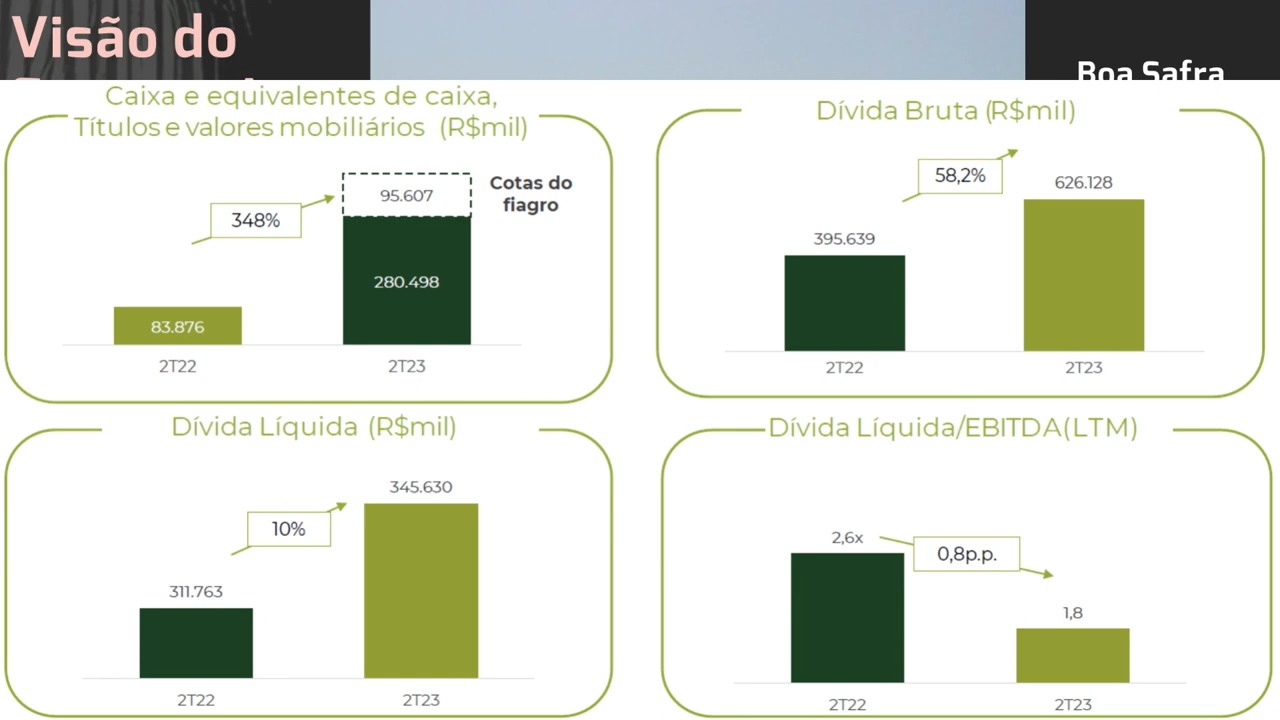 Visão do
Boa Safra
Caixa e equivalentes de caixa,
Títulos e valores mobiliários (R$mil)
348%
95.607
Cotas do
fiagro
280.498
83.876
2T22
2T23
Dívida Bruta (R$mil)
58,2%
626.128
395.639
2T22
2T23
Dívida Líquida (R$mil)
345.630
10%
311.763
2T22
2T23
Dívida Líquida/EBITDA(LTM)
2,6x
0,8p.p.
1,8
2T22
2T23